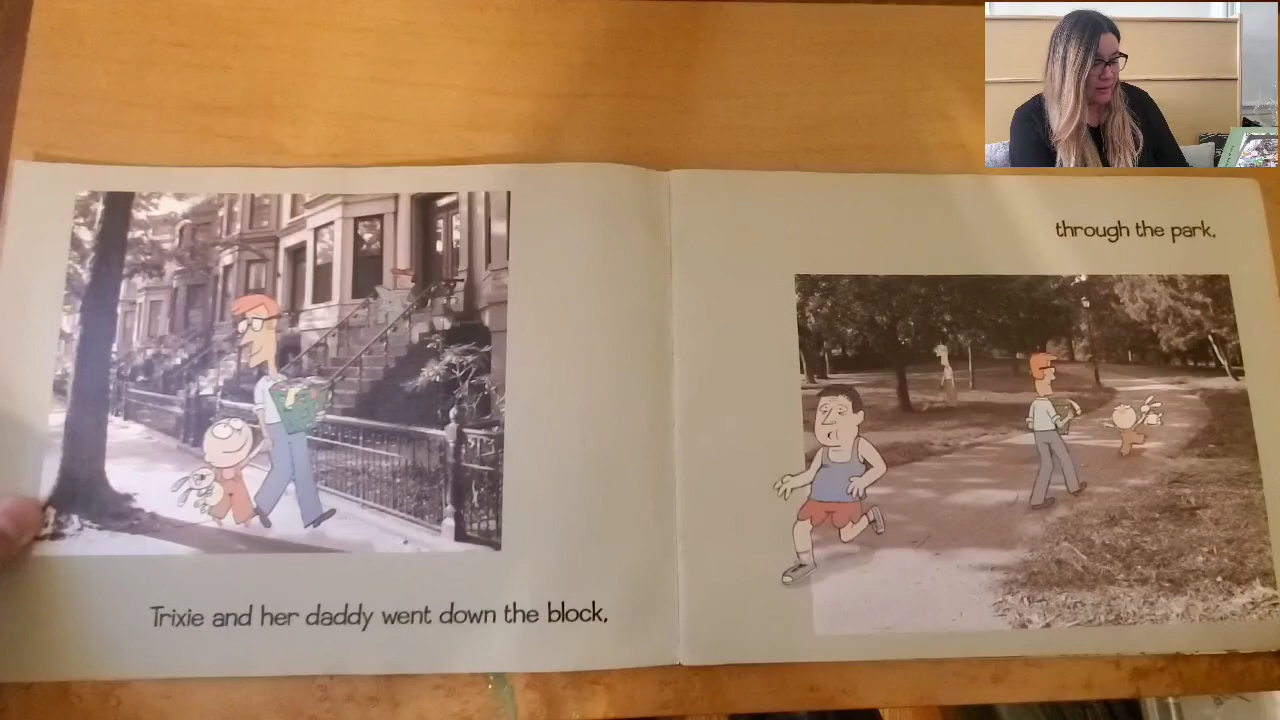 Trixie and her daddy went down the block,
through the park,